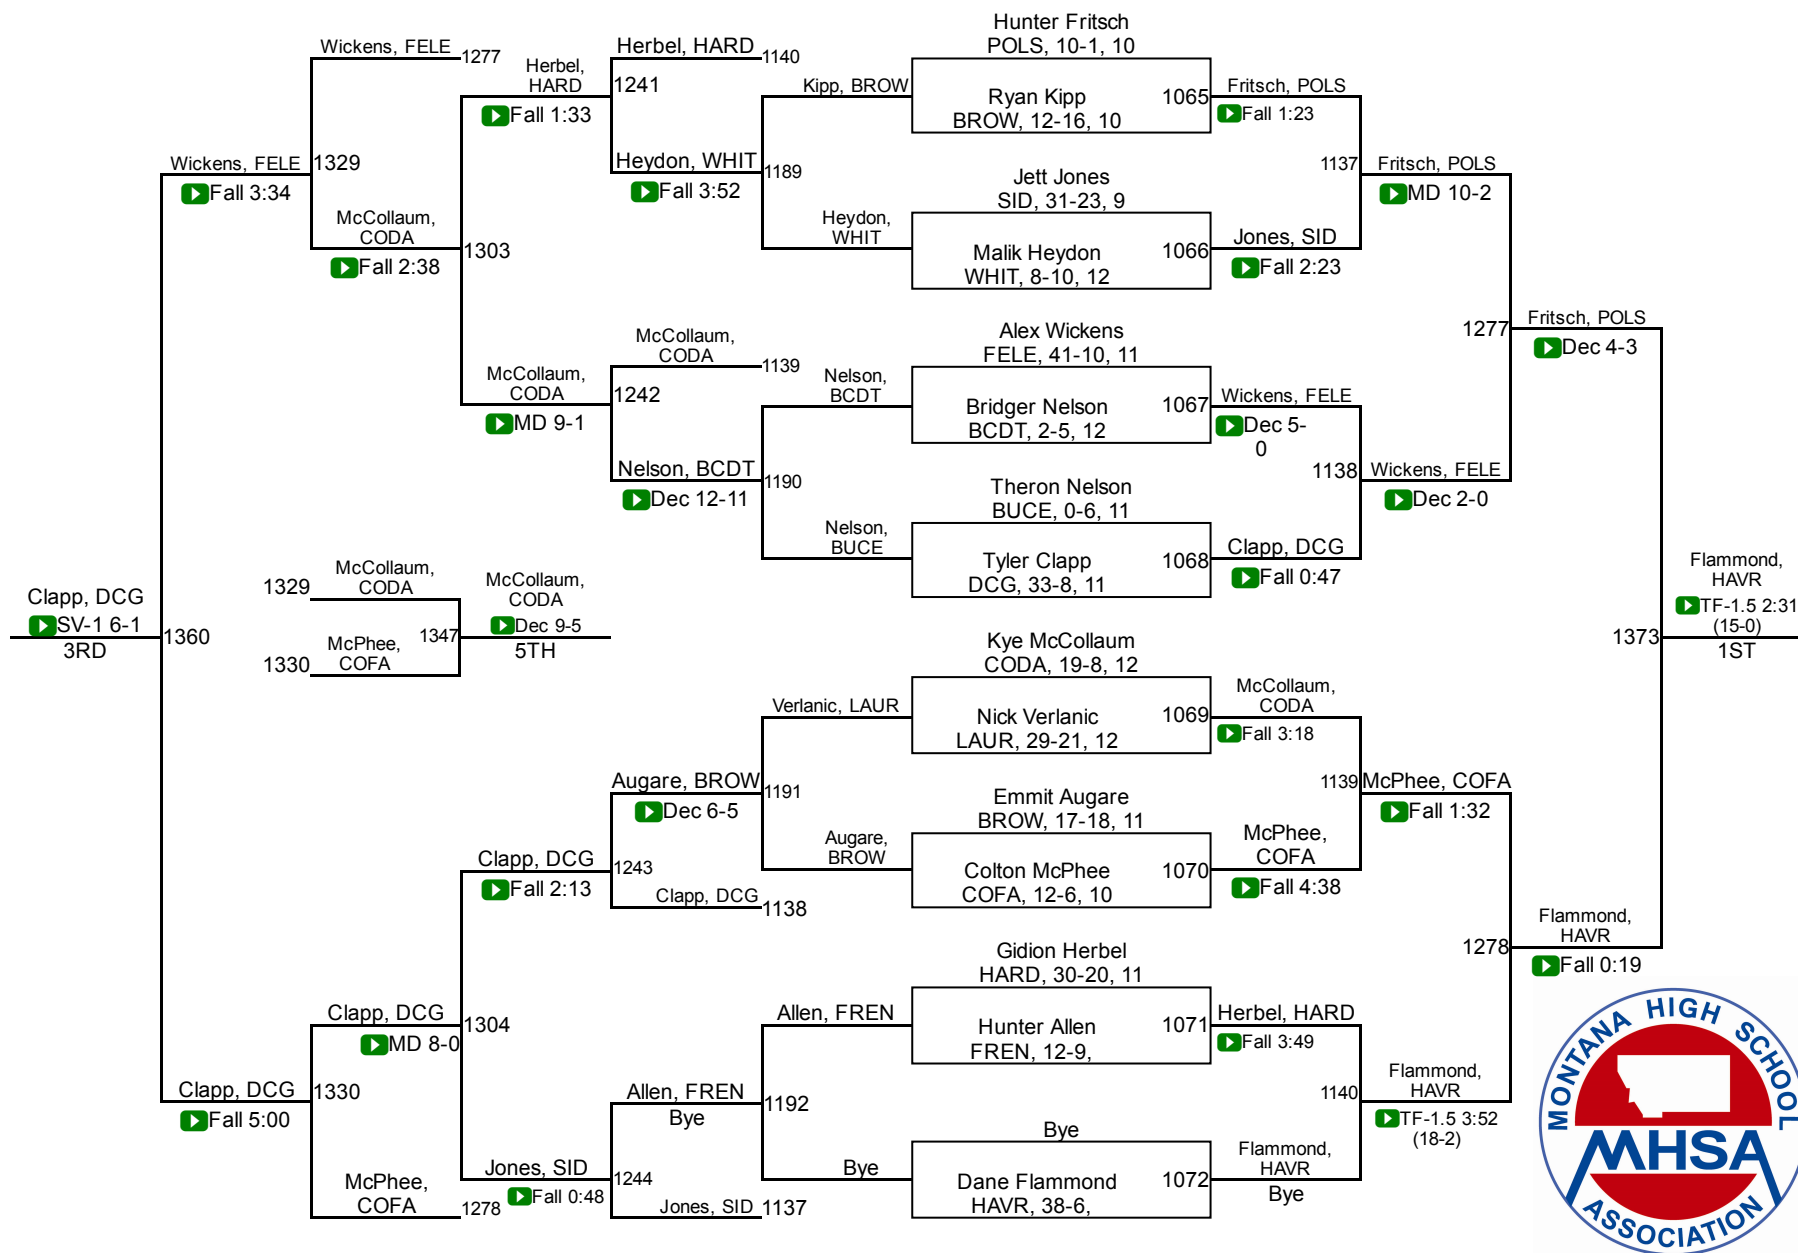 Wickens, FELE
1277
Herbel,
HARD
Fall 1:33
Herbel, HARD
1140
1241
Heydon, WHIT
Fall 3:52
Kipp, BROW
1189
Heydon,
WHIT
Hunter Fritsch
POLS, 10-1, 10
Ryan Kipp
BROW, 12-16, 10
1065
Fritsch, POLS
Fall 1:23
Jett Jones
SID, 31-23, 9
Malik Heydon
WHIT, 8-10, 12
1066
Jones, SID
Fall 2:23
1137
Fritsch, POLS
MD 10-2
Wickens, FELE
Fall 3:34
1329
McCollaum,
CODA
Fall 2:38
1303
McCollaum,
CODA
MD 9-1
McCollaum,
CODA
1139
1242
Nelson, BCDT
Dec 12-11
Nelson,
BCDT
1190
Nelson,
BUCE
Alex Wickens
FELE, 41-10, 11
Bridger Nelson
BCDT, 2-5, 12
1067
Wickens, FELE
Dec 5-
0
Theron Nelson
BUCE, 0-6, 11
Tyler Clapp
DCG, 33-8, 11
1068
Clapp, DCG
Fall 0:47
1138
Wickens, FELE
Dec 2-0
1277
Fritsch, POLS
Dec 4-3
Clapp, DCG
SV-1 6-1
3RD
1360
1329
McCollaum,
CODA
1330
McPhee,
COFA
1347
McCollaum,
CODA
Dec 9-5
5TH
1373
Flammond,
HAVR
TF-1.5 2:31
(15-0)
1ST
Kye McCollaum
CODA, 19-8, 12
Verlanic, LAUR
Nick Verlanic
LAUR, 29-21, 12
1069
McCollaum,
CODA
Fall 3:18
Augare, BROW
Dec 6-5
1191
Augare,
BROW
Emmit Augare
BROW, 17-18, 11
Colton McPhee
COFA, 12-6, 10
1070
McPhee,
COFA
Fall 4:38
1139
McPhee, COFA
Fall 1:32
Clapp, DCG
Fall 2:13
1243
Clapp, DCG
1138
1278
Flammond,
HAVR
Fall 0:19
Gidion Herbel
HARD, 30-20, 11
Allen, FREN
Hunter Allen
FREN, 12-9,
1071
Herbel, HARD
Fall 3:49
Clapp, DCG
MD 8-0
1304
Clapp, DCG
Fall 5:00
1330
Allen, FREN
Bye
1192
Bye
Bye
Dane Flammond
HAVR, 38-6,
1072
Flammond,
HAVR
Bye
1140
Flammond,
HAVR
TF-1.5 3:52
(18-2)
McPhee,
COFA
1278
Jones, SID
Fall 0:48
1244
Jones, SID
1137
MONTANA HIGH SCHOOL
MHSA
ASSOCIATION